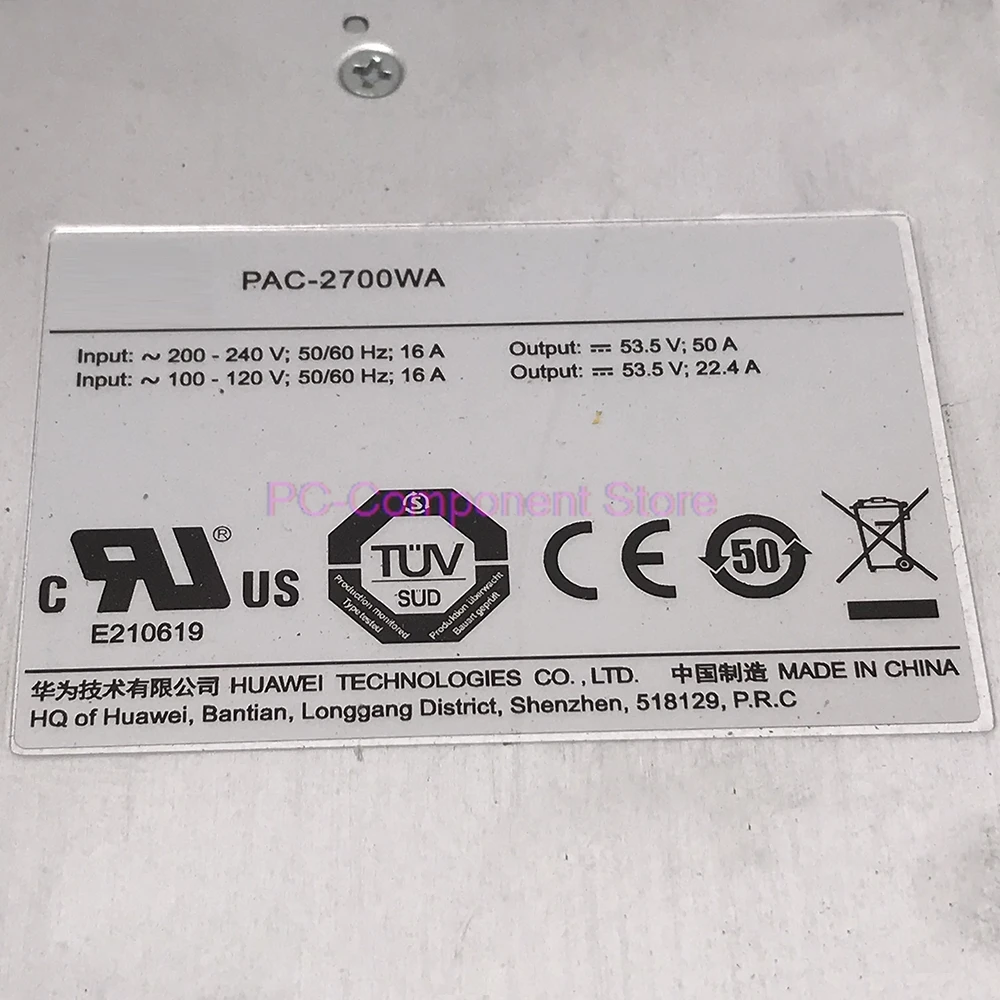 PAC-2700WA
Input: ~ 200 - 240 V; 50/60 Hz; 16 A
Output: ⎓ 53.5 V; 50 A
Input: ~ 100 - 120 V; 50/60 Hz; 16 A
Output: ⎓ 53.5 V; 22.4 A
PC-Component Store
C RU ® US
E210619
S
TÜV
SÜD
Production monitored
Type tested
Produktion überwacht
Bauart geprüft
CE
50
华为技术有限公司 HUAWEI TECHNOLOGIES CO.,LTD. 中国制造 MADE IN CHINA
HQ of Huawei, Bantian, Longgang District, Shenzhen, 518129, P.R.C